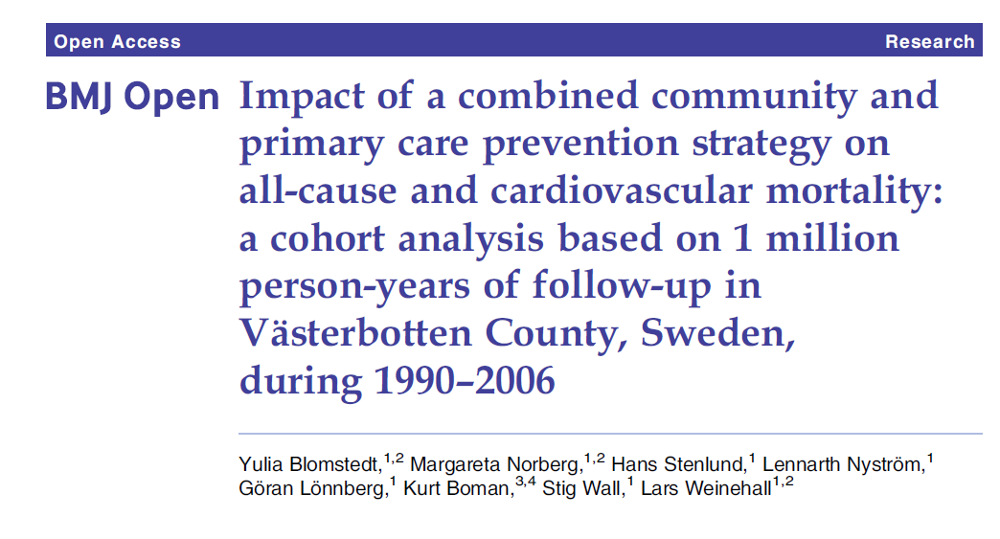 Open Access
Research
BMJ Open
Impact of a combined community and
primary care prevention strategy on
all-cause and cardiovascular mortality:
a cohort analysis based on 1 million
person-years of follow-up in
Västerbotten County, Sweden,
during 1990–2006
Yulia Blomstedt,1,2 Margareta Norberg,1,2 Hans Stenlund,1 Lennarth Nyström,1
Göran Lönnberg,1 Kurt Boman,3,4 Stig Wall,1 Lars Weinehall1,2